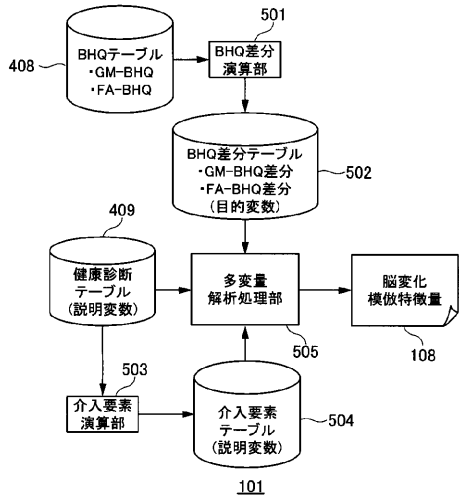 501
BHQテーブル
・GM-BHQ
・FA-BHQ
408
BHQ差分
演算部
BHQ差分テーブル
・GM-BHQ差分
・FA-BHQ差分
(目的変数)
502
409
健康診断
テーブル
(説明変数)
多変量
解析処理部
505
脳変化
模倣特徴量
108
503
介入要素
演算部
介入要素
テーブル
(説明変数)
504
101